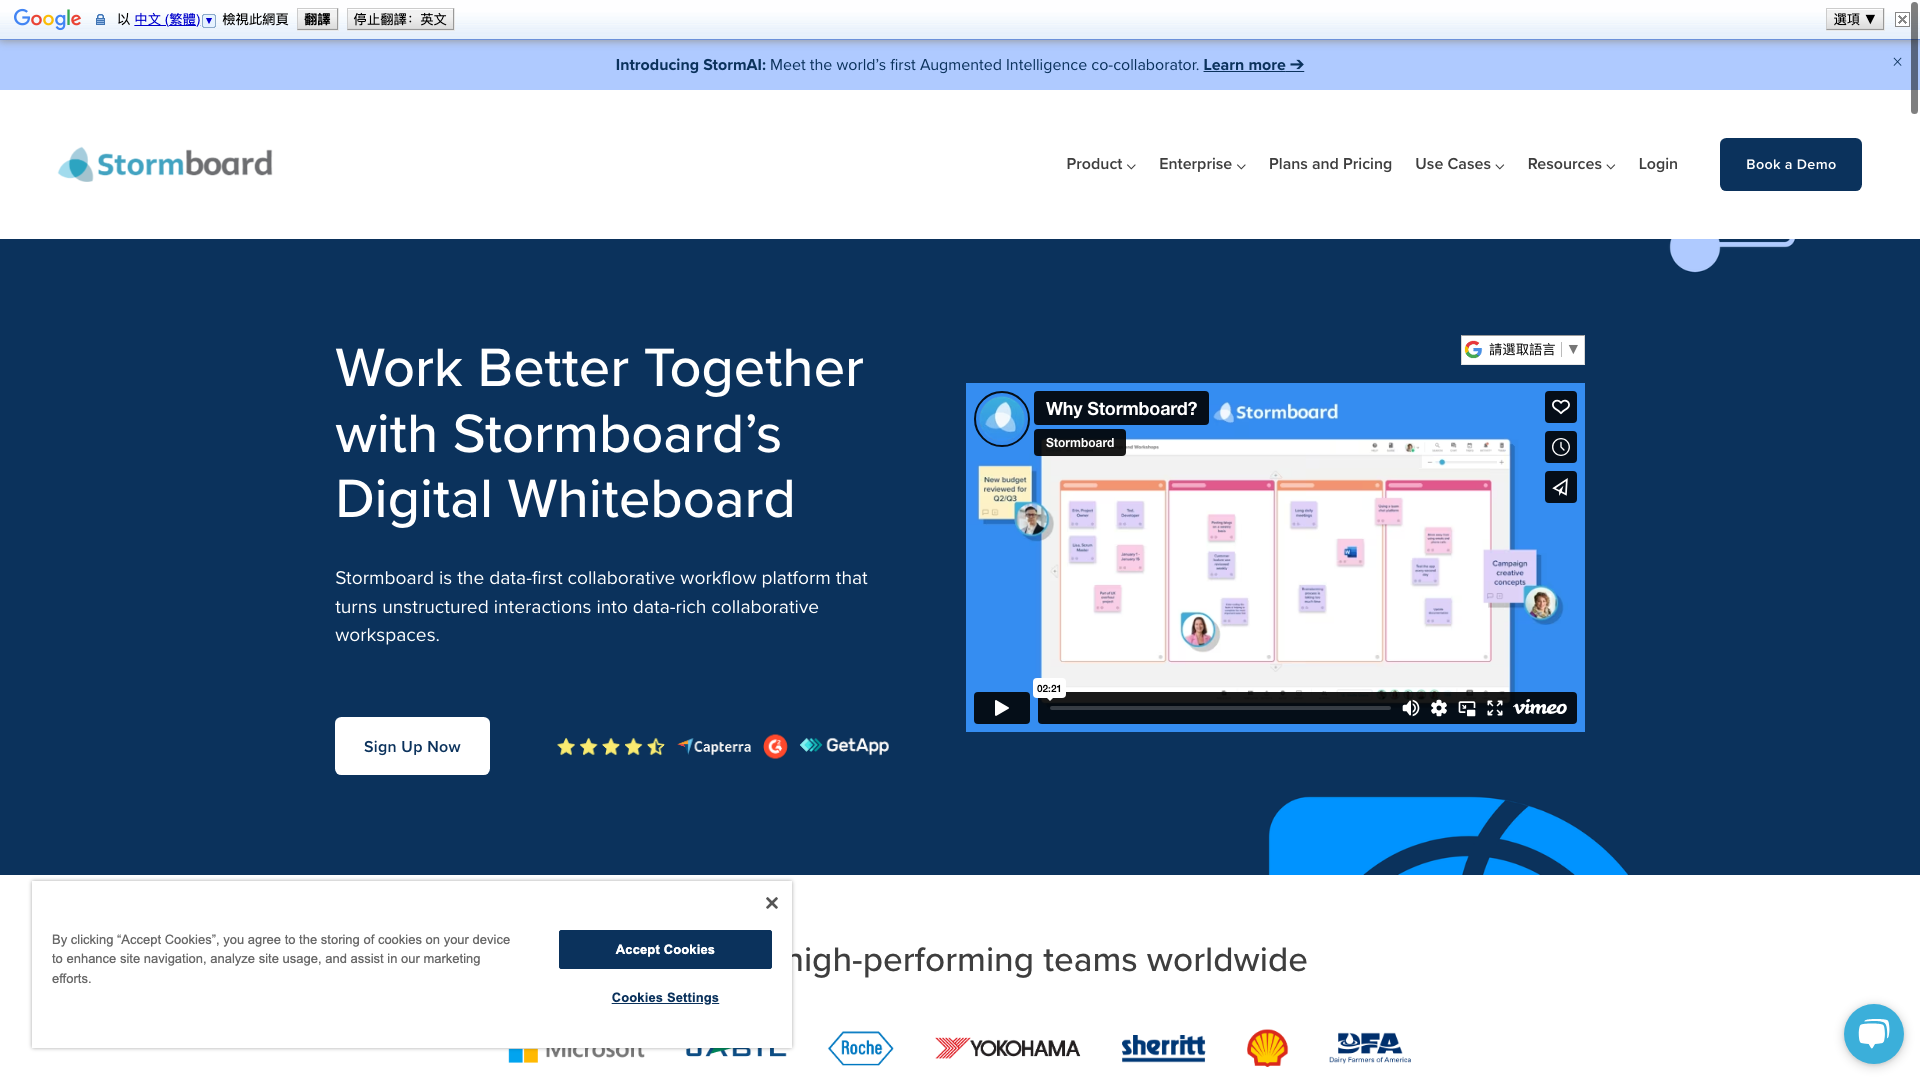 Google 以 中文 (繁體) ▼ 檢視此網頁 翻譯 停止翻譯：英文 選項 ▼
Introducing StormAI: Meet the world’s first Augmented Intelligence co-collaborator. Learn more ➔
Stormboard
Product Enterprise Plans and Pricing Use Cases Resources Login Book a Demo
Work Better Together
with Stormboard’s
Digital Whiteboard
Stormboard is the data-first collaborative workflow platform that
turns unstructured interactions into data-rich collaborative
workspaces.
Sign Up Now
Capterra
GetApp
請選取語言 ▼
Why Stormboard?
Stormboard
Stormboard
New budget
reviewed for
Q2/Q3
Campaign
creative
concepts
02:21
vimeo
By clicking “Accept Cookies”, you agree to the storing of cookies on your device
to enhance site navigation, analyze site usage, and assist in our marketing
efforts.
Accept Cookies
Cookies Settings
high-performing teams worldwide
Microsoft
Roche
YOKOHAMA
sherritt
DFA
Dairy Farmers of America